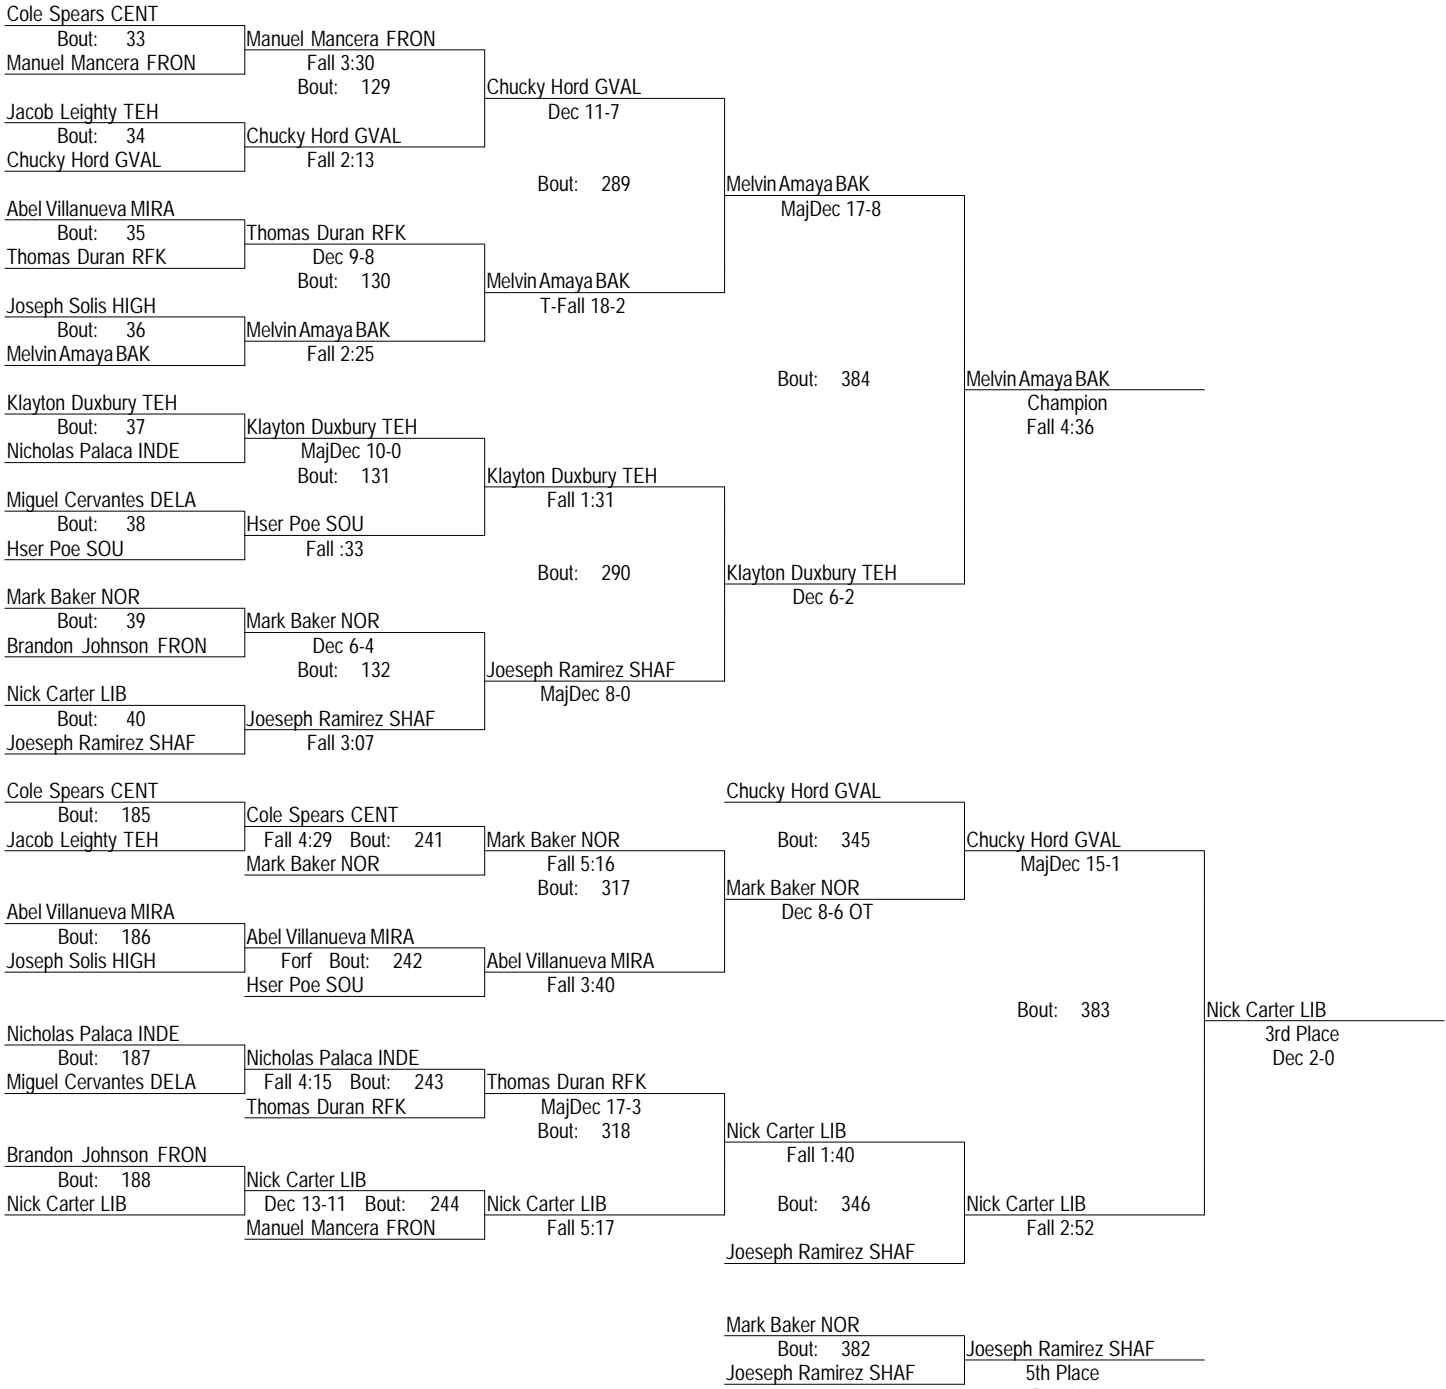 Cole Spears CENT
Bout: 33
Manuel Mancera FRON
Manuel Mancera FRON
Fall 3:30
Bout: 129
Jacob Leighty TEH
Bout: 34
Chucky Hord GVAL
Chucky Hord GVAL
Fall 2:13
Chucky Hord GVAL
Dec 11-7
Bout: 289
Abel Villanueva MIRA
Bout: 35
Thomas Duran RFK
Thomas Duran RFK
Dec 9-8
Bout: 130
Joseph Solis HIGH
Bout: 36
Melvin Amaya BAK
Melvin Amaya BAK
Fall 2:25
Melvin Amaya BAK
T-Fall 18-2
Melvin Amaya BAK
MajDec 17-8
Bout: 384
Melvin Amaya BAK
Champion
Fall 4:36
Klayton Duxbury TEH
Bout: 37
Nicholas Palaca INDE
Klayton Duxbury TEH
MajDec 10-0
Bout: 131
Miguel Cervantes DELA
Bout: 38
Hser Poe SOU
Hser Poe SOU
Fall :33
Klayton Duxbury TEH
Fall 1:31
Bout: 290
Klayton Duxbury TEH
Dec 6-2
Mark Baker NOR
Bout: 39
Brandon Johnson FRON
Mark Baker NOR
Dec 6-4
Bout: 132
Nick Carter LIB
Bout: 40
Joeseph Ramirez SHAF
Joeseph Ramirez SHAF
Fall 3:07
Joeseph Ramirez SHAF
MajDec 8-0
Cole Spears CENT
Bout: 185
Jacob Leighty TEH
Cole Spears CENT
Fall 4:29 Bout: 241
Mark Baker NOR
Mark Baker NOR
Fall 5:16
Bout: 317
Abel Villanueva MIRA
Bout: 186
Joseph Solis HIGH
Abel Villanueva MIRA
Forf Bout: 242
Hser Poe SOU
Abel Villanueva MIRA
Fall 3:40
Chucky Hord GVAL
Bout: 345
Mark Baker NOR
Dec 8-6 OT
Chucky Hord GVAL
MajDec 15-1
Bout: 383
Nick Carter LIB
3rd Place
Dec 2-0
Nicholas Palaca INDE
Bout: 187
Miguel Cervantes DELA
Nicholas Palaca INDE
Fall 4:15 Bout: 243
Thomas Duran RFK
Thomas Duran RFK
MajDec 17-3
Bout: 318
Brandon Johnson FRON
Bout: 188
Nick Carter LIB
Nick Carter LIB
Dec 13-11 Bout: 244
Manuel Mancera FRON
Nick Carter LIB
Fall 5:17
Nick Carter LIB
Fall 1:40
Bout: 346
Joeseph Ramirez SHAF
Nick Carter LIB
Fall 2:52
Mark Baker NOR
Bout: 382
Joeseph Ramirez SHAF
Joeseph Ramirez SHAF
5th Place